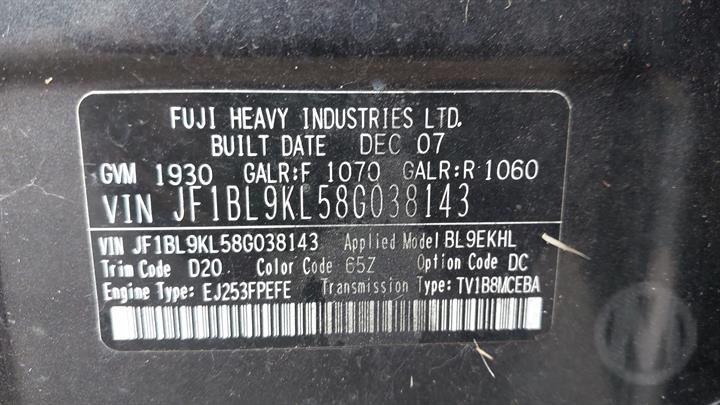 FUJI HEAVY INDUSTRIES LTD.
BUILT DATE DEC 07
GVM 1930 GALR:F 1070 GALR:R 1060
VIN JF1BL9KL58G038143
VIN JF1BL9KL58G038143 Applied Model BL9EKHL
Trim Code D20 Color Code 65Z Option Code DC
Engine Type: EJ253FPEFE Transmission Type: TV1B8MCEBA